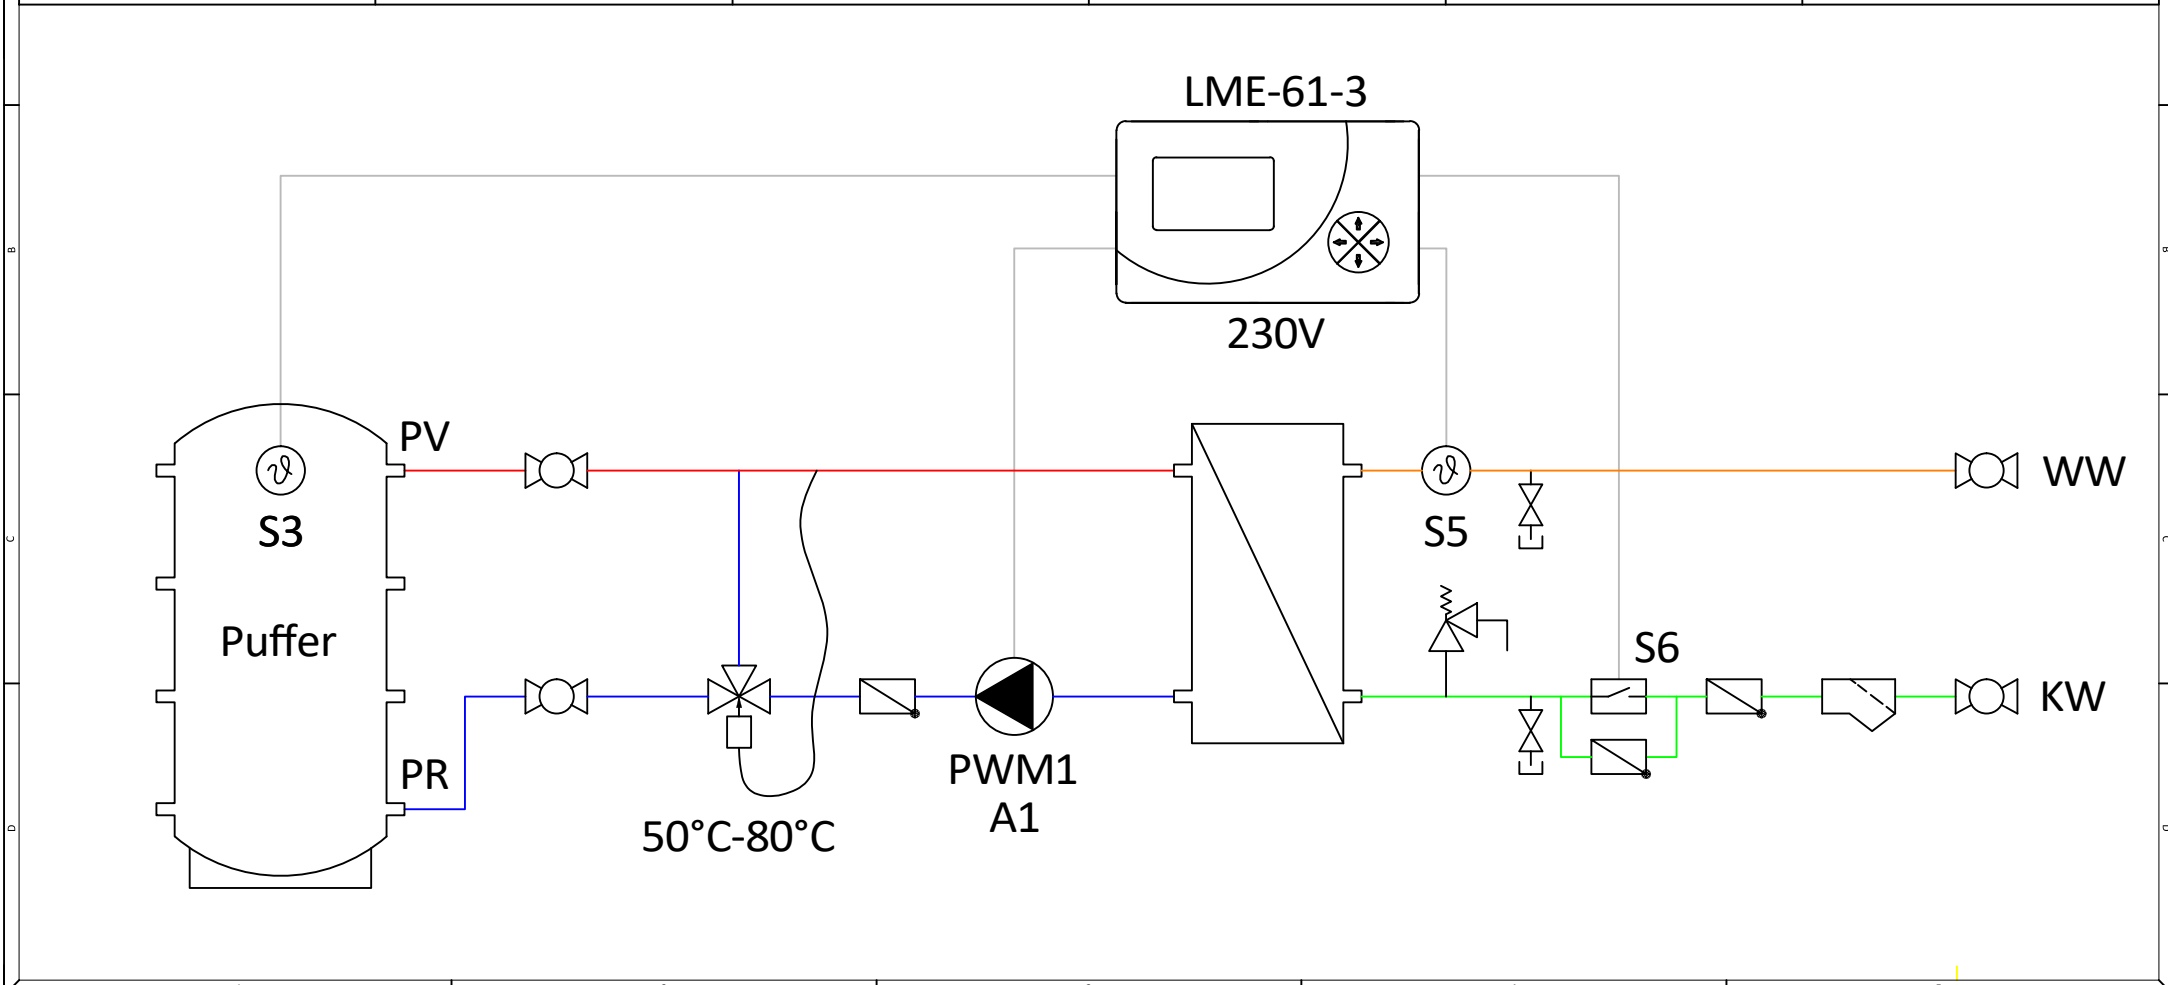 LME-61-3
230V
B
B
PV
S3
WW
S5
C
C
Puffer
S6
KW
PR
PWM1
A1
50°C-80°C
D
D